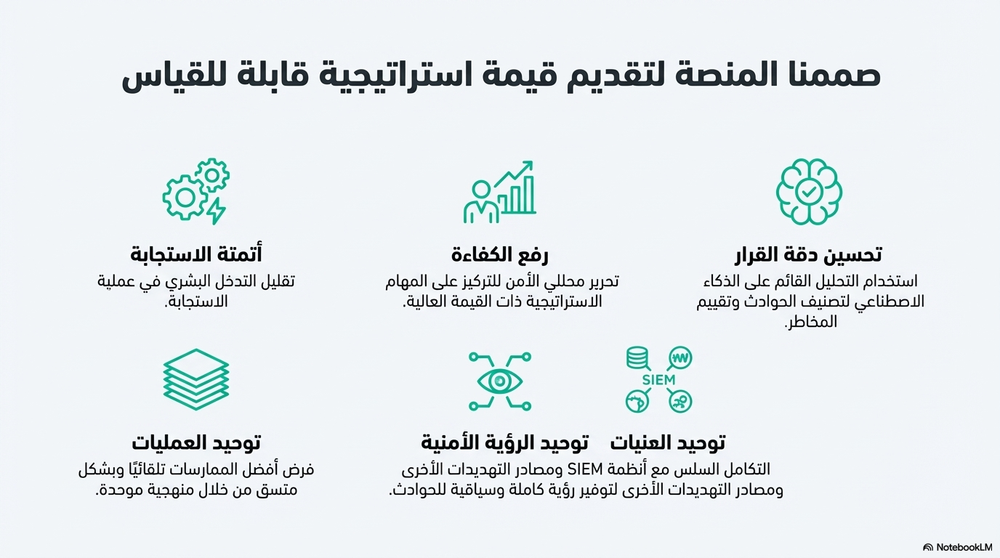 صممنا المنصة لتقديم قيمة استراتيجية قابلة للقياس
تحسين دقة القرار
استخدام التحليل القائم على الذكاء
الاصطناعي لتصنيف الحوادث وتقييم
المخاطر.
رفع الكفاءة
تحرير محللي الأمن للتركيز على المهام
الاستراتيجية ذات القيمة العالية.
أتمتة الاستجابة
تقليل التدخل البشري في عملية
الاستجابة.
SIEM
توحيد العنيات
توحيد الرؤية الأمنية
التكامل السلس مع أنظمة SIEM ومصادر التهديدات الأخرى
ومصادر التهديدات الأخرى لتوفير رؤية كاملة وسياقية للحوادث.
توحيد العمليات
فرض أفضل الممارسات تلقائيًا وبشكل
متسق من خلال منهجية موحدة.
NotebookLM